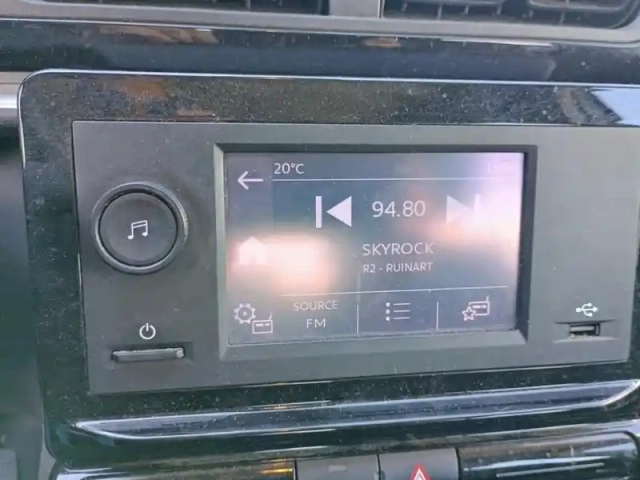 20°C
94.80
SKYROCK
R2 - RUINART
SOURCE
FM